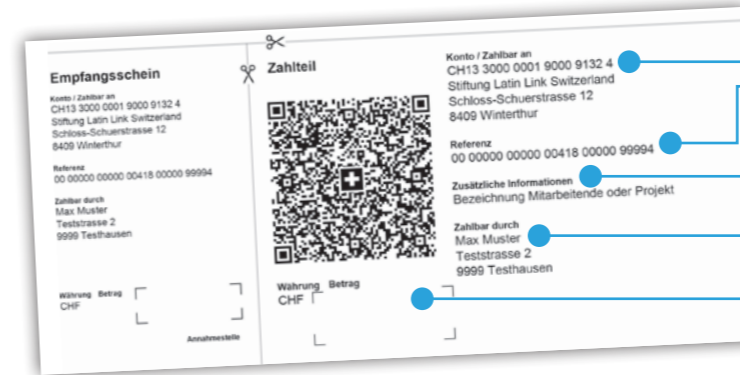 Empfangsschein
Konto / Zahlbar an
CH13 3000 0001 9000 9132 4
Stiftung Latin Link Switzerland
Schloss-Schuerstrasse 12
8409 Winterthur
Referenz
00 00000 00000 00418 00000 99994
Zahlbar durch
Max Muster
Teststrasse 2
9999 Testhausen
Währung Betrag
CHF
Annahmestelle
Zahlteil
Währung Betrag
CHF
Konto / Zahlbar an
CH13 3000 0001 9000 9132 4
Stiftung Latin Link Switzerland
Schloss-Schuerstrasse 12
8409 Winterthur
Referenz
00 00000 00000 00418 00000 99994
Zusätzliche Informationen
Bezeichnung Mitarbeitende oder Projekt
Zahlbar durch
Max Muster
Teststrasse 2
9999 Testhausen